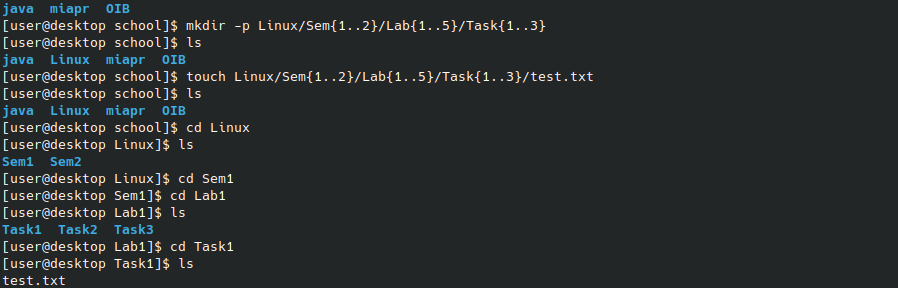 java  miapr  OIB
[user@desktop school]$ mkdir -p Linux/Sem{1..2}/Lab{1..5}/Task{1..3}
[user@desktop school]$ ls
java  Linux  miapr  OIB
[user@desktop school]$ touch Linux/Sem{1..2}/Lab{1..5}/Task{1..3}/test.txt
[user@desktop school]$ ls
java  Linux  miapr  OIB
[user@desktop school]$ cd Linux
[user@desktop Linux]$ ls
Sem1  Sem2
[user@desktop Linux]$ cd Sem1
[user@desktop Sem1]$ cd Lab1
[user@desktop Lab1]$ ls
Task1  Task2  Task3
[user@desktop Lab1]$ cd Task1
[user@desktop Task1]$ ls
test.txt